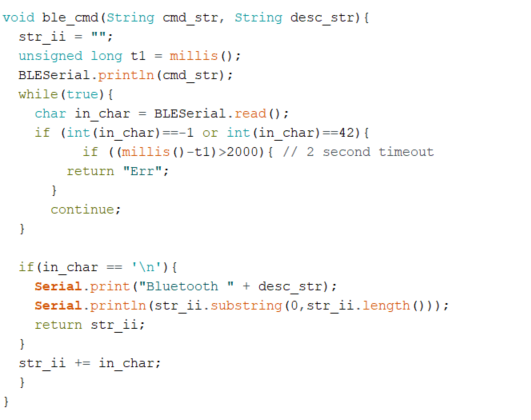 void ble_cmd(String cmd_str, String desc_str){
  str_ii = "";
  unsigned long t1 = millis();
  BLESerial.println(cmd_str);
  while(true){
    char in_char = BLESerial.read();
    if (int(in_char)==-1 or int(in_char)==42){
          if ((millis()-t1)>2000){ // 2 second timeout
        return "Err";
      }
      continue;
  }

  if(in_char == '\n'){
    Serial.print("Bluetooth " + desc_str);
    Serial.println(str_ii.substring(0,str_ii.length()));
    return str_ii;
  }
  str_ii += in_char;
  }
}